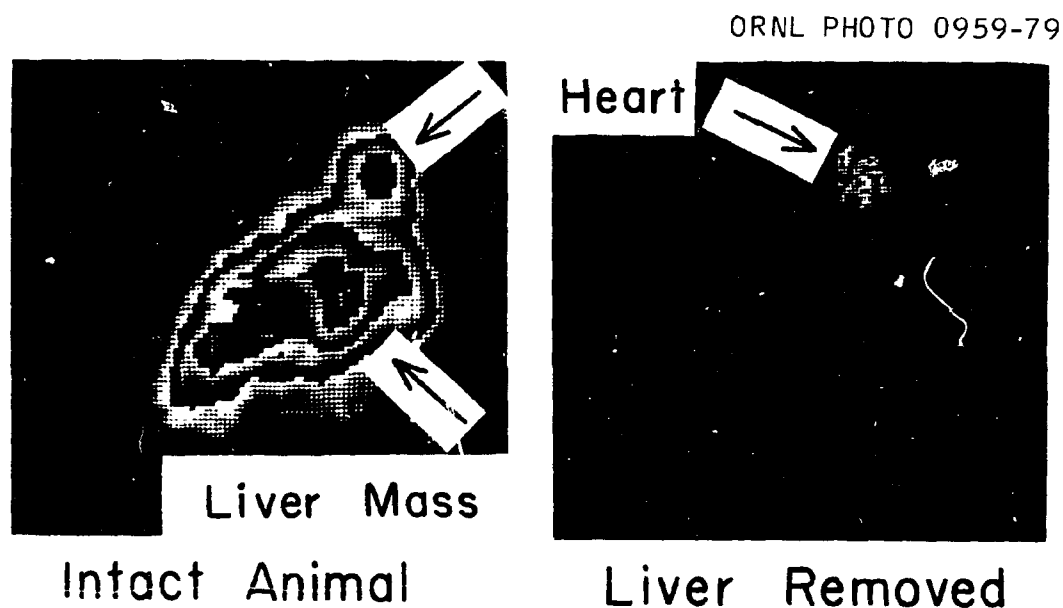 ORNL PHOTO 0959-79
Heart
Liver Mass
Intact Animal
Liver Removed